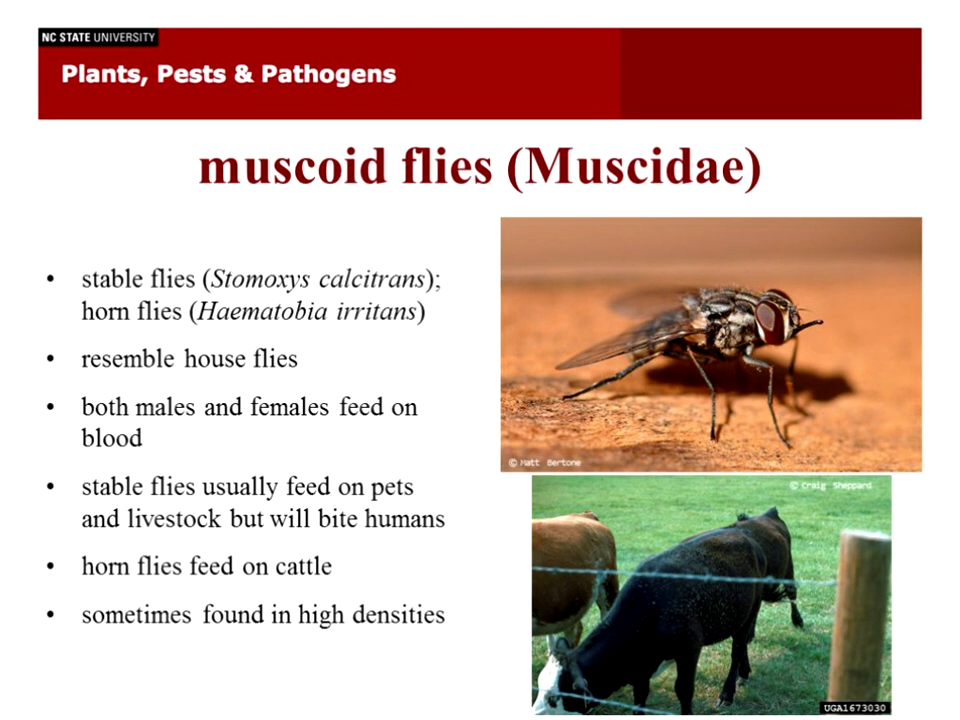 NC STATE UNIVERSITY
Plants, Pests & Pathogens
muscoid flies (Muscidae)
• stable flies (Stomoxys calcitrans);
horn flies (Haematobia irritans)
• resemble house flies
• both males and females feed on
blood
• stable flies usually feed on pets
and livestock but will bite humans
• horn flies feed on cattle
• sometimes found in high densities
© Matt Bertone
© Craig Sheppard
UGA1673030